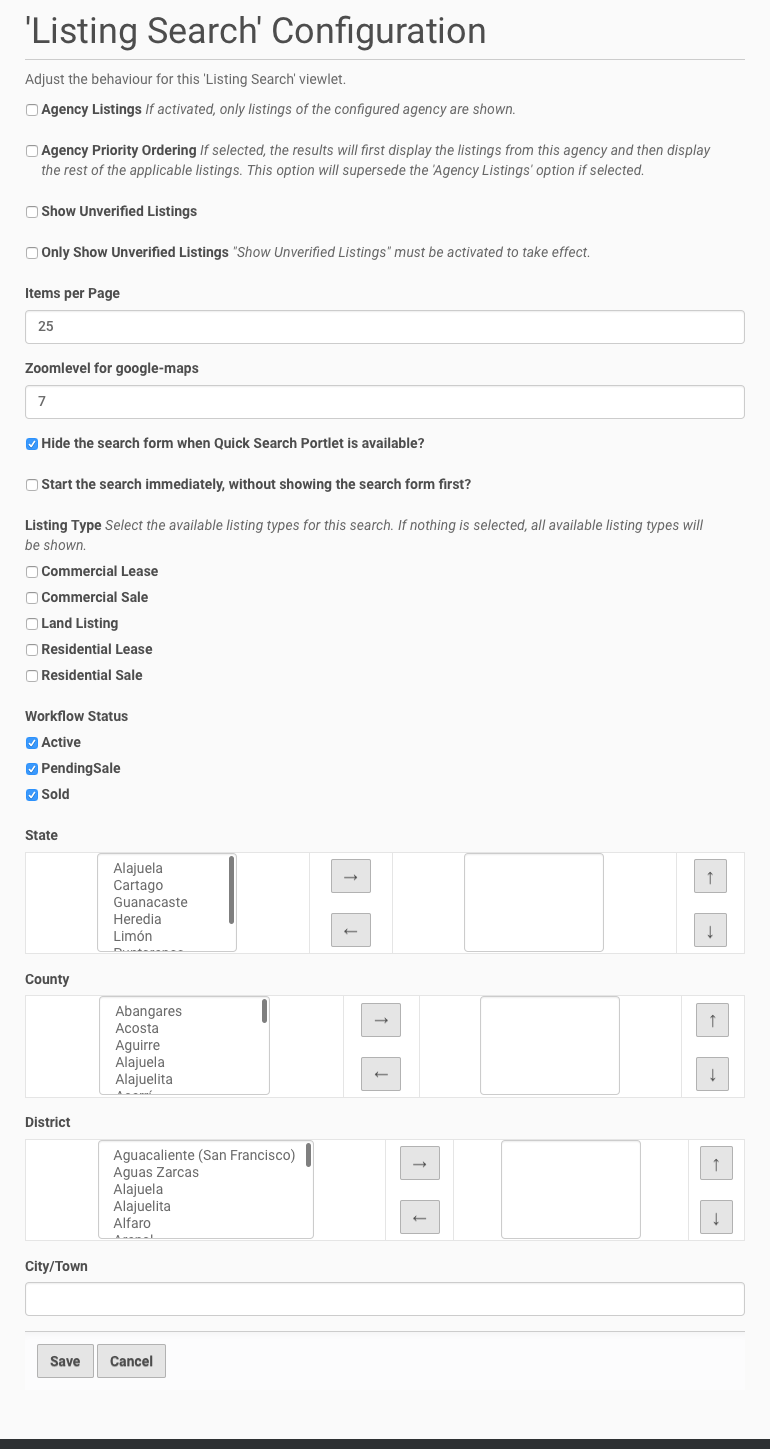 'Listing Search' Configuration
Adjust the behaviour for this 'Listing Search' viewlet.
Agency Listings If activated, only listings of the configured agency are shown.
Agency Priority Ordering If selected, the results will first display the listings from this agency and then display
the rest of the applicable listings. This option will supersede the 'Agency Listings' option if selected.
Show Unverified Listings
Only Show Unverified Listings "Show Unverified Listings" must be activated to take effect.
Items per Page
25
Zoomlevel for google-maps
7
Hide the search form when Quick Search Portlet is available?
Start the search immediately, without showing the search form first?
Listing Type Select the available listing types for this search. If nothing is selected, all available listing types will
be shown.
Commercial Lease
Commercial Sale
Land Listing
Residential Lease
Residential Sale
Workflow Status
Active
PendingSale
Sold
State
Alajuela
Cartago
Guanacaste
Heredia
Limón
→
←
↑
↓
County
Abangares
Acosta
Aguirre
Alajuela
Alajuelita
→
←
↑
↓
District
Aguacaliente (San Francisco)
Aguas Zarcas
Alajuela
Alajuelita
Alfaro
→
←
↑
↓
City/Town
Save Cancel